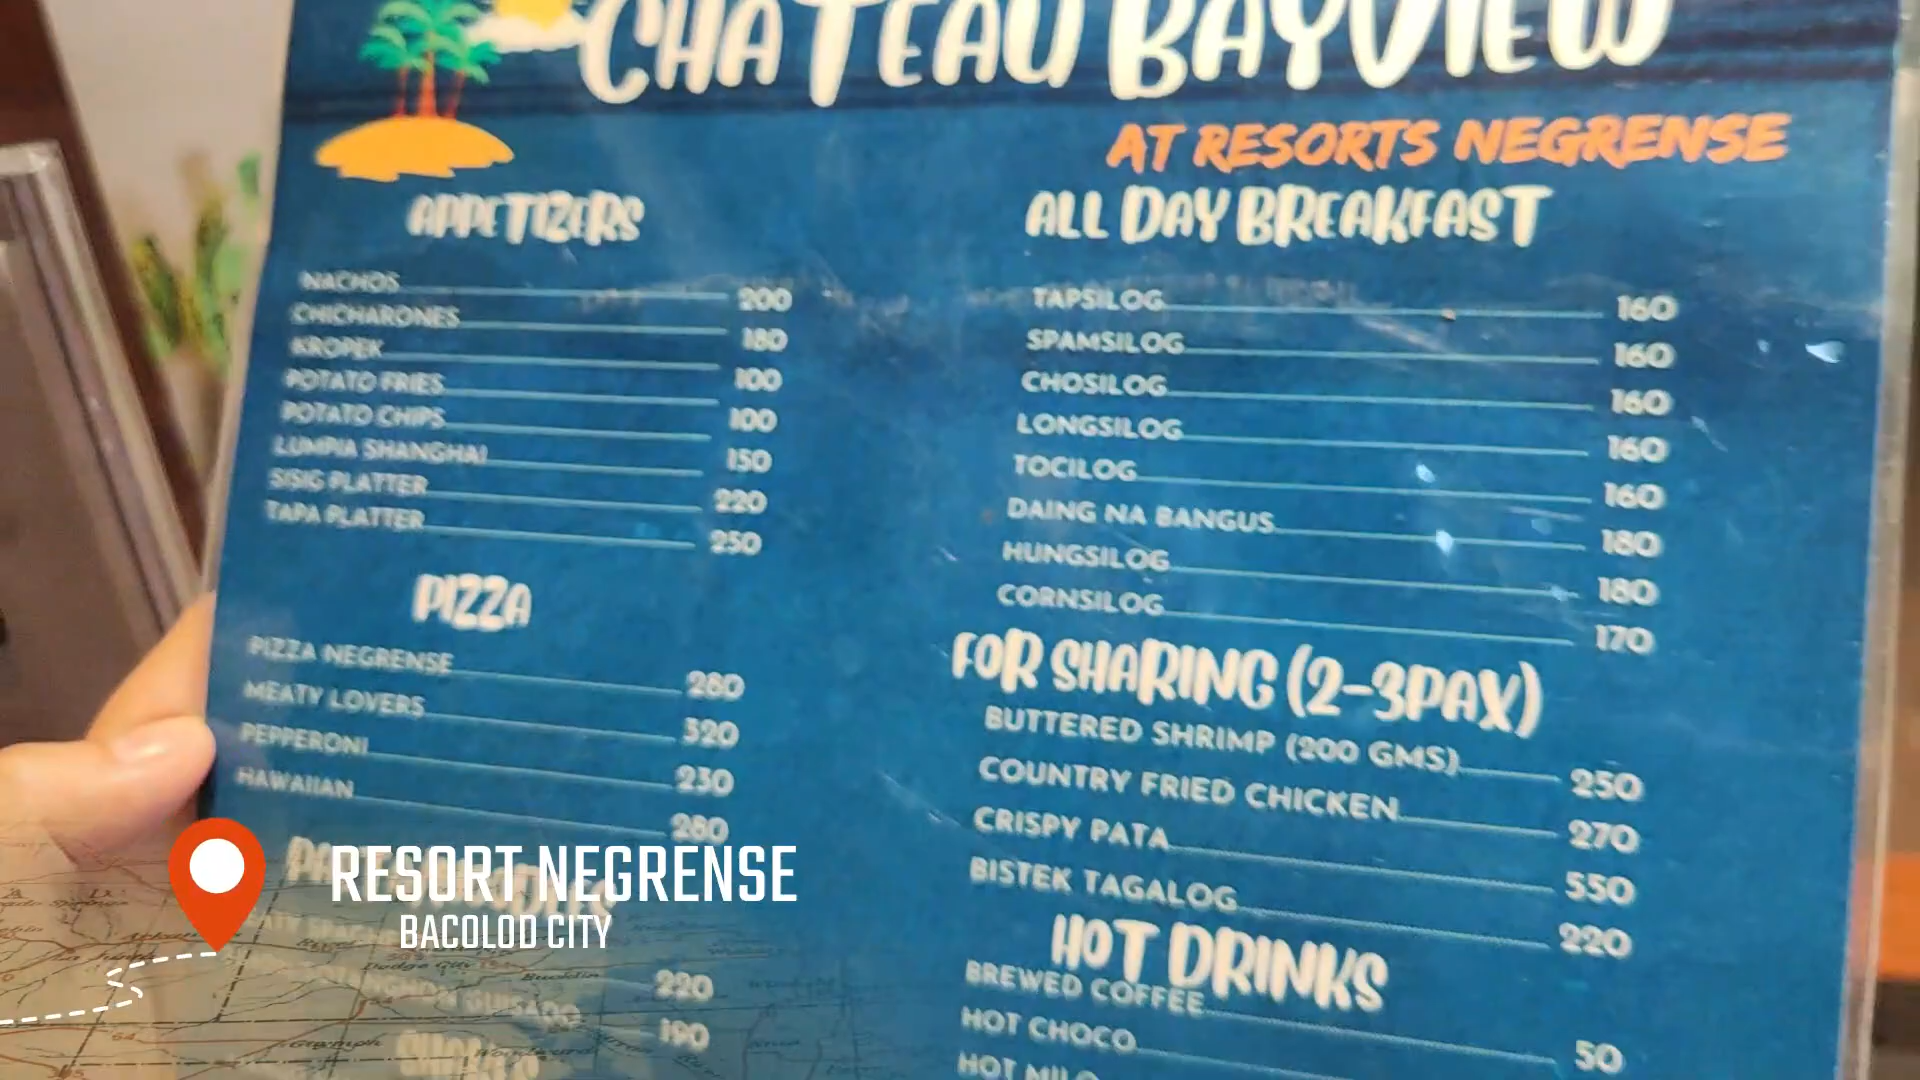 CHATEAU BAYVIEW
AT RESORTS NEGRENSE
APPETIZERS
NACHOS 200
CHICHARONES 180
KROPEK 100
POTATO FRIES 100
POTATO CHIPS 150
LUMPIA SHANGHAI 220
SISIG PLATTER 250
TAPA PLATTER
PIZZA
PIZZA NEGRENSE 280
MEATY LOVERS 320
PEPPERONI 230
HAWAIIAN 280
220
GUISADO 190
ALL DAY BREAKFAST
TAPSILOG 160
SPAMSILOG 160
CHOSILOG 160
LONGSILOG 160
TOCILOG 160
DAING NA BANGUS 180
HUNGSILOG 180
CORNSILOG 170
FOR SHARING (2-3PAX)
BUTTERED SHRIMP (200 GMS) 250
COUNTRY FRIED CHICKEN 270
CRISPY PATA 550
BISTEK TAGALOG 220
HOT DRINKS
BREWED COFFEE 50
HOT CHOCO
HOT MILO
RESORT NEGRENSE
BACOLOD CITY